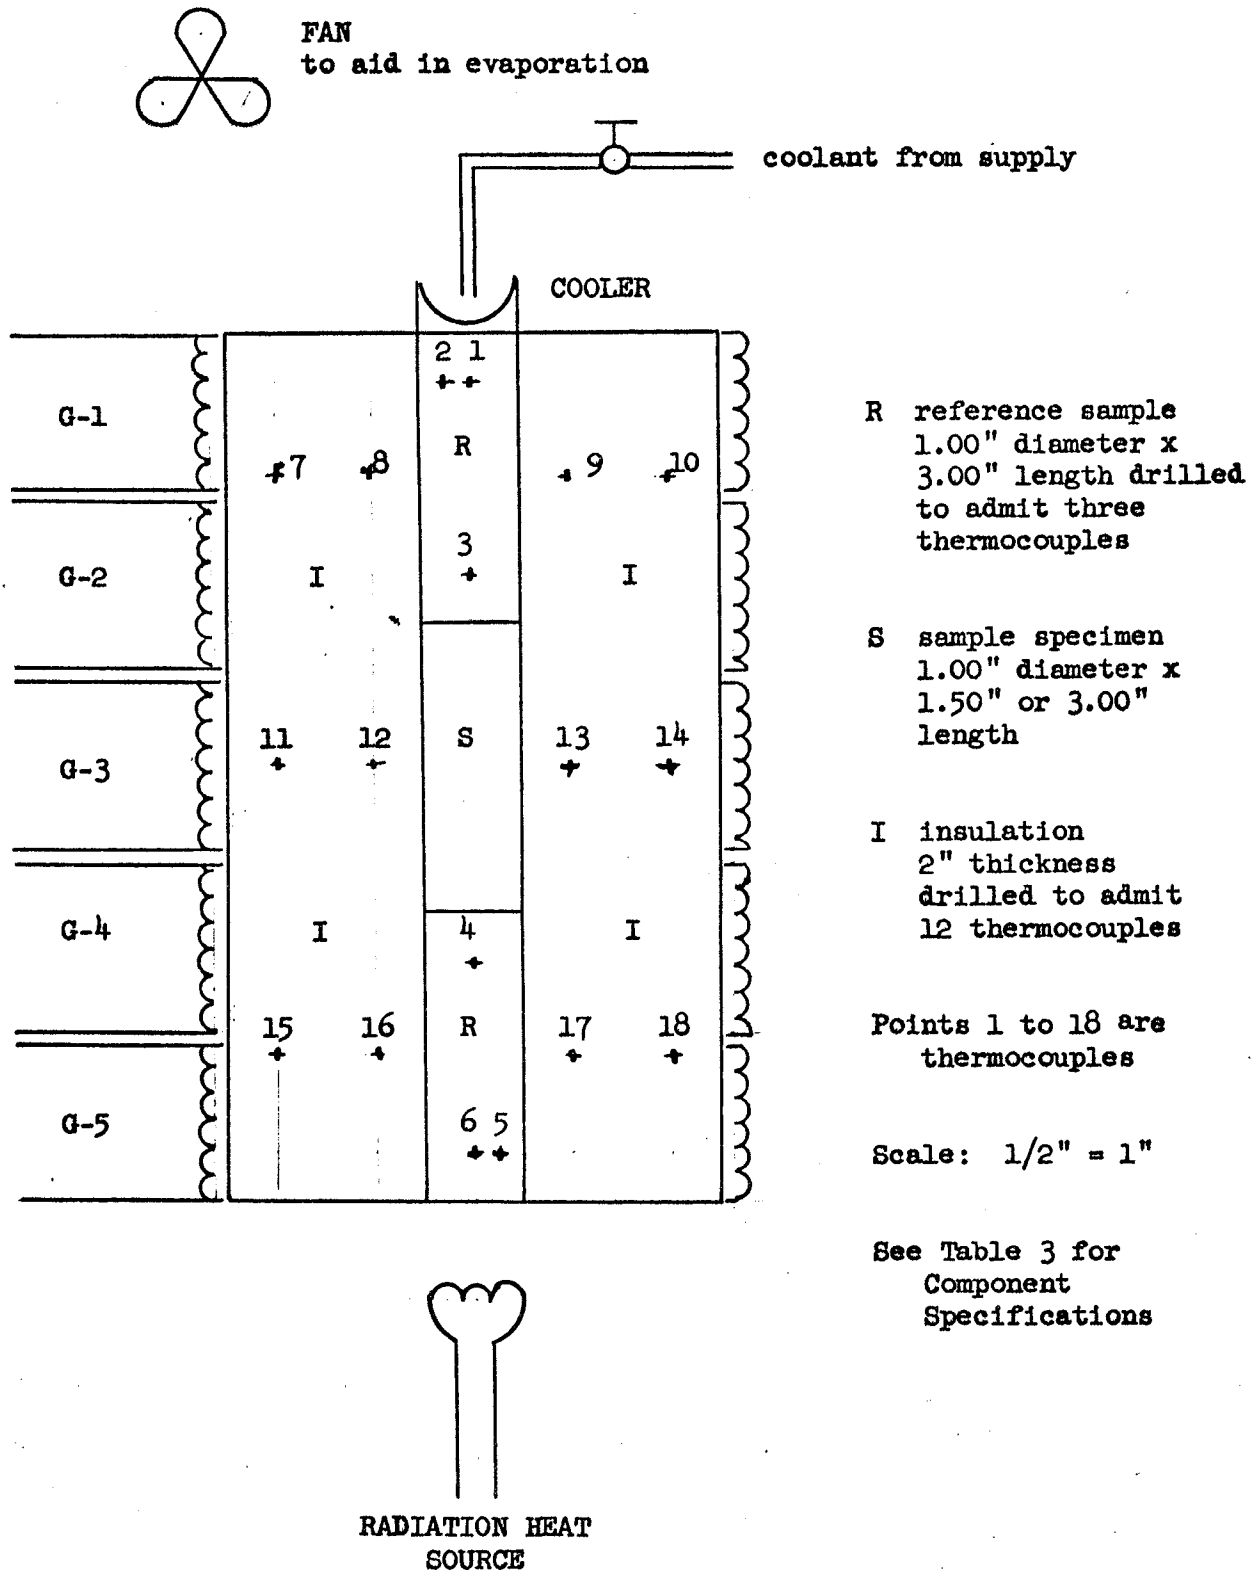 FAN
to aid in evaporation
coolant from supply
COOLER
2 1
G-1
R
7
8
9
10
3
G-2
I
I
11
12
S
13
14
G-3
4
G-4
I
I
15
16
R
17
18
6 5
G-5
R reference sample
1.00" diameter x
3.00" length drilled
to admit three
thermocouples
S sample specimen
1.00" diameter x
1.50" or 3.00"
length
I insulation
2" thickness
drilled to admit
12 thermocouples
Points 1 to 18 are
thermocouples
Scale: 1/2" = 1"
See Table 3 for
Component
Specifications
RADIATION HEAT
SOURCE